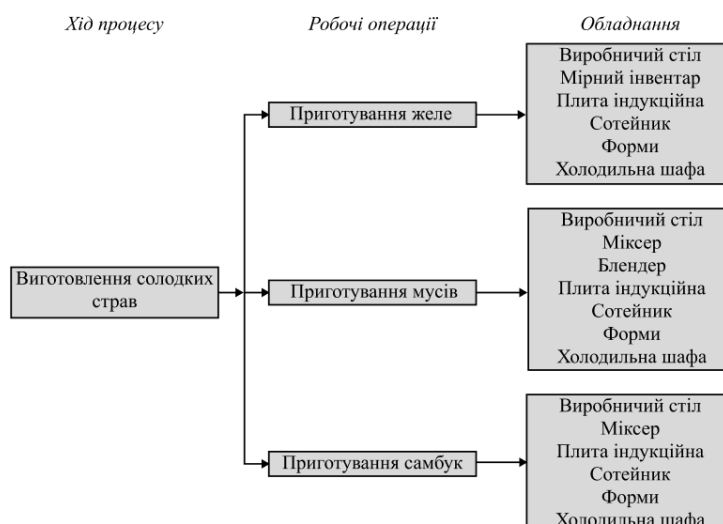 Хід процесу
Робочі операції
Обладнання
Виготовлення солодких
страв
Приготування желе
Виробничий стіл
Мірний інвентар
Плита індукційна
Сотейник
Форми
Холодильна шафа
Приготування мусів
Виробничий стіл
Міксер
Блендер
Плита індукційна
Сотейник
Форми
Холодильна шафа
Приготування самбук
Виробничий стіл
Міксер
Плита індукційна
Сотейник
Форми
Холодильна шафа